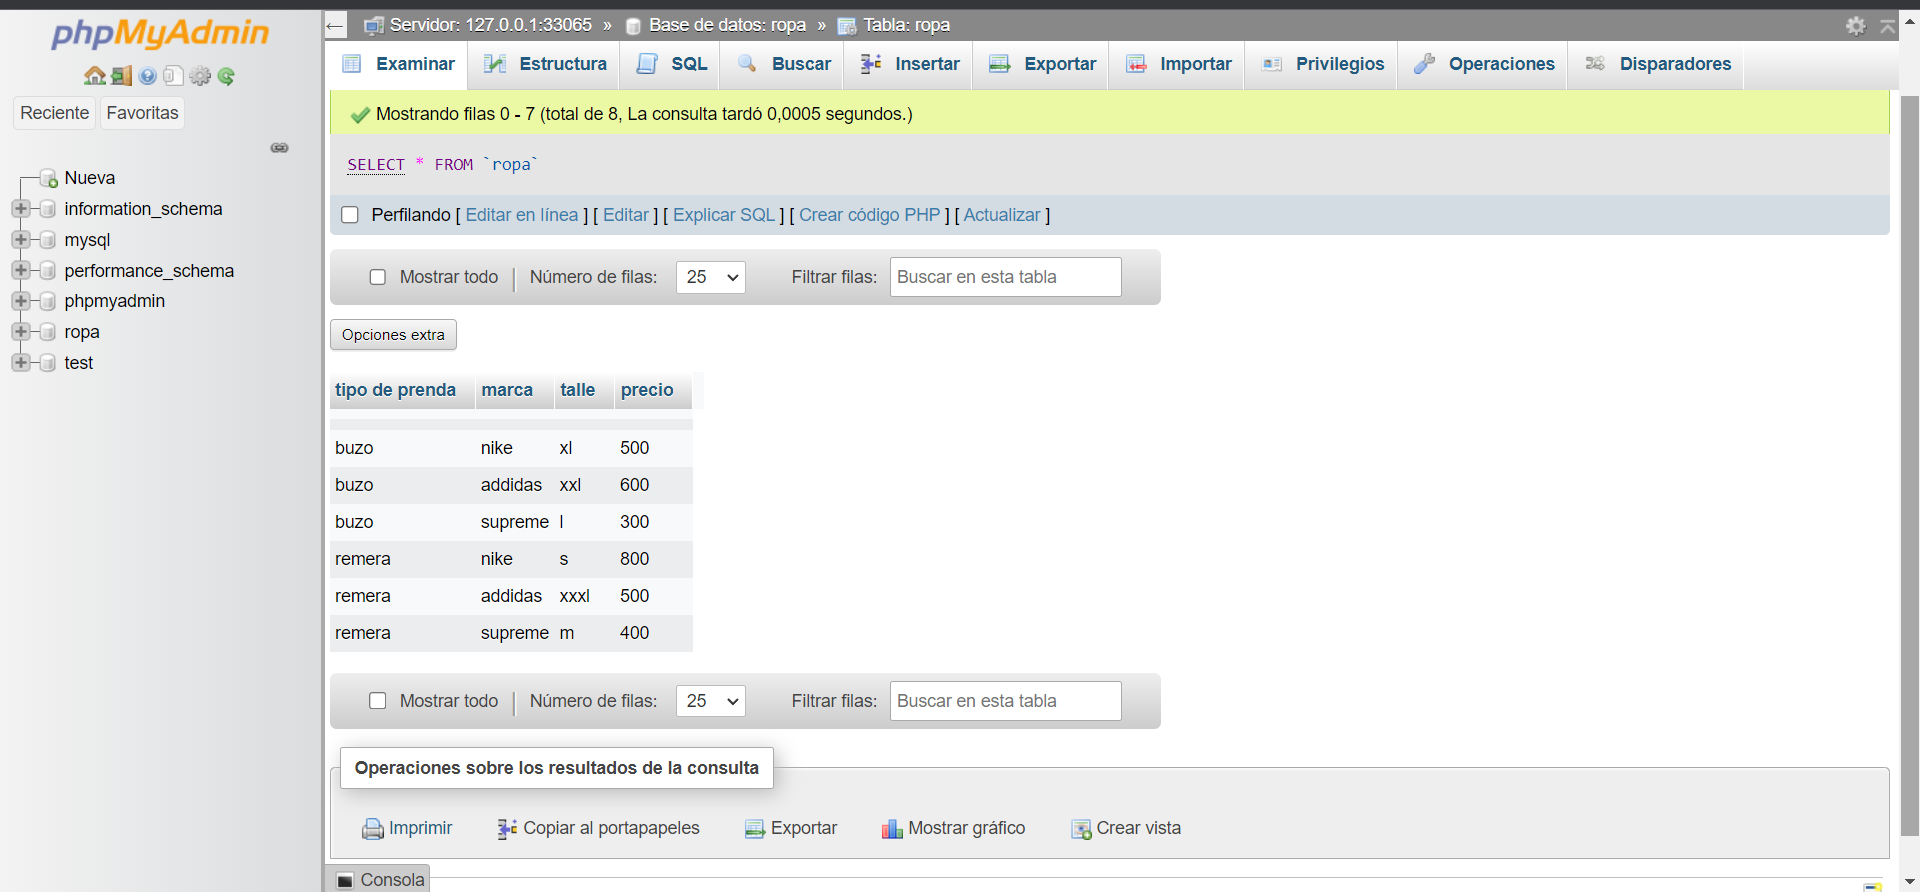 phpMyAdmin
Reciente Favoritas
Nueva
information_schema
mysql
performance_schema
phpmyadmin
ropa
test
← Servidor: 127.0.0.1:33065 » Base de datos: ropa » Tabla: ropa
Examinar Estructura SQL Buscar Insertar Exportar Importar Privilegios Operaciones Disparadores
Mostrando filas 0 - 7 (total de 8, La consulta tardó 0,0005 segundos.)
SELECT * FROM `ropa`
Perfilando [ Editar en línea ] [ Editar ] [ Explicar SQL ] [ Crear código PHP ] [ Actualizar ]
Mostrar todo | Número de filas: 25 Filtrar filas: Buscar en esta tabla
Opciones extra
tipo de prenda marca talle precio
buzo nike xl 500
buzo addidas xxl 600
buzo supreme l 300
remera nike s 800
remera addidas xxxl 500
remera supreme m 400
Mostrar todo | Número de filas: 25 Filtrar filas: Buscar en esta tabla
Operaciones sobre los resultados de la consulta
Imprimir Copiar al portapapeles Exportar Mostrar gráfico Crear vista
Consola